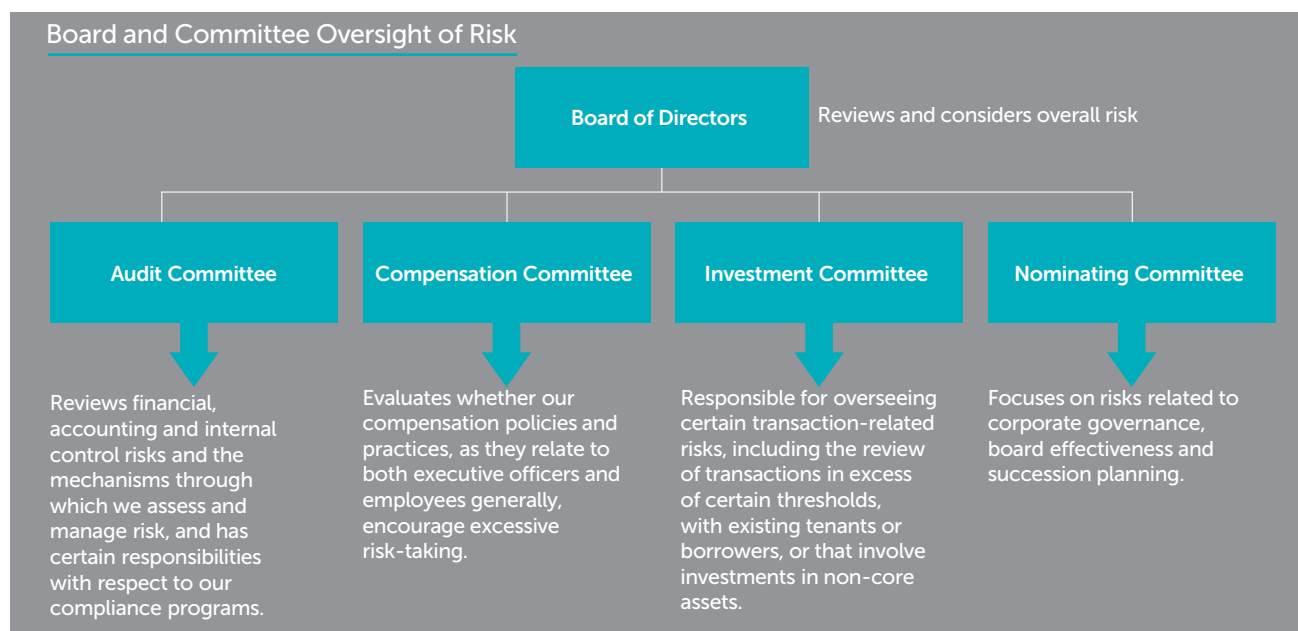 Board and Committee Oversight of Risk
Board of Directors
Reviews and considers overall risk
Audit Committee
Compensation Committee
Investment Committee
Nominating Committee
Reviews financial,
accounting and internal
control risks and the
mechanisms through
which we assess and
manage risk, and has
certain responsibilities
with respect to our
compliance programs.
Evaluates whether our
compensation policies and
practices, as they relate to
both executive officers and
employees generally,
encourage excessive
risk-taking.
Responsible for overseeing
certain transaction-related
risks, including the review
of transactions in excess
of certain thresholds,
with existing tenants or
borrowers, or that involve
investments in non-core
assets.
Focuses on risks related to
corporate governance,
board effectiveness and
succession planning.